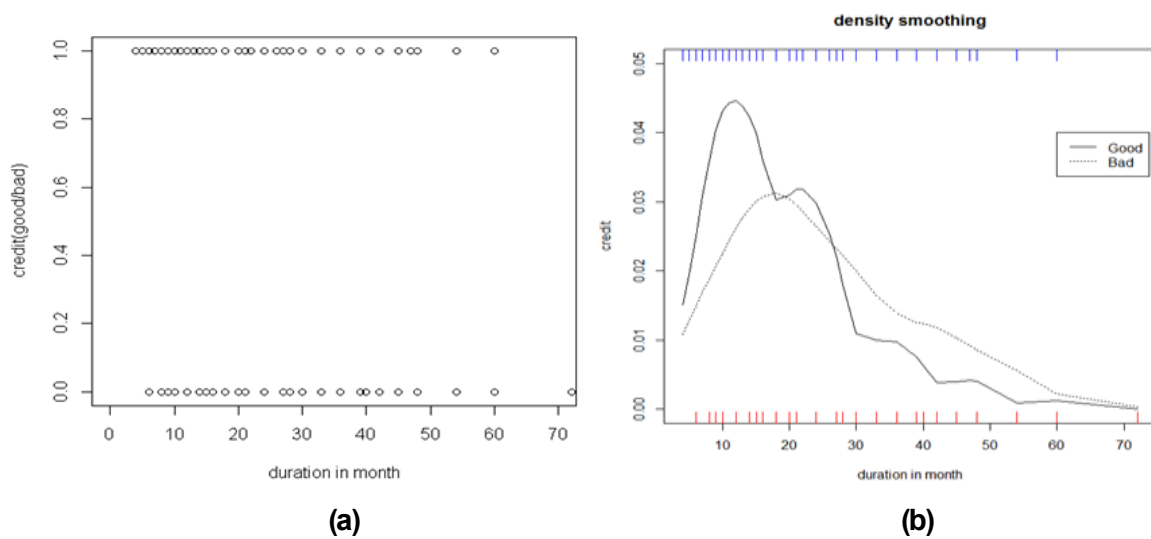 credit(good/bad)
1.0
0.8
0.6
0.4
0.2
0.0
0 10 20 30 40 50 60 70
duration in month
(a)
density smoothing
credit
0.05
0.04
0.03
0.02
0.01
0.00
Good
Bad
10 20 30 40 50 60 70
duration in month
(b)